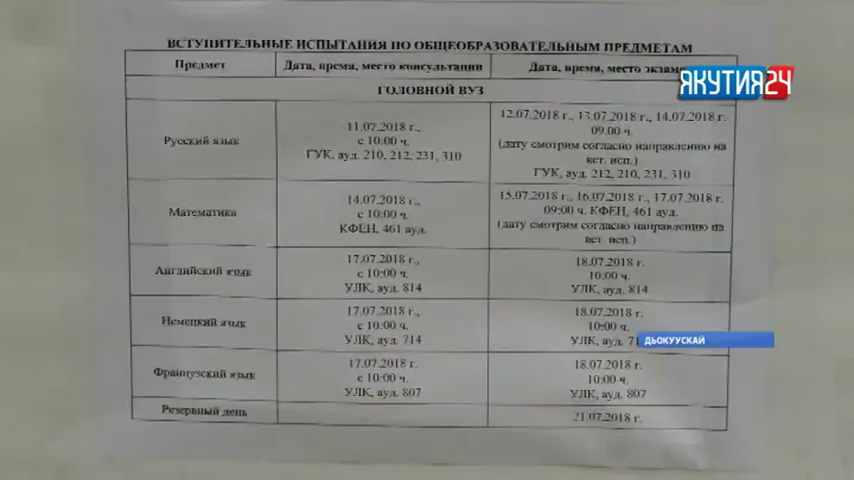 ВСТУПИТЕЛЬНЫЕ ИСПЫТАНИЯ ПО ОБЩЕОБРАЗОВАТЕЛЬНЫМ ПРЕДМЕТАМ
Предмет
Дата, время, место консультации
Дата, время, место
ЯКУТИЯ24
ГОЛОВНОЙ ВУЗ
Русский язык
11.07.2018 г.,
с 10:00 ч.
ГУК, ауд. 210, 212, 231, 310
12.07.2018 г., 13.07.2018 г., 14.07.2018 г.
09.00 ч.
(дату смотрим согласно направлению на
вст. исп.)
ГУК, ауд. 212, 210, 231, 310
Математика
14.07.2018 г.,
с 10:00 ч.
КФЕН, 461 ауд.
15.07.2018 г., 16.07.2018 г., 17.07.2018 г.
09:00 ч. КФЕН, 461 ауд.
(дату смотрим согласно направлению на
вст. исп.)
Английский язык
17.07.2018 г.,
с 10:00 ч.
УЛК, ауд. 814
18.07.2018 г.
10:00 ч.
УЛК, ауд. 814
Немецкий язык
17.07.2018 г.,
с 10:00 ч.
УЛК, ауд. 714
18.07.2018 г.
10:00 ч.
УЛК, ауд.
ДЬОКУУСКАЙ
Французский язык
17.07.2018 г.
с 10:00 ч.
УЛК, ауд. 807
18.07.2018 г.
10:00 ч.
УЛК, ауд. 807
Резервный день
21.07.2018 г.